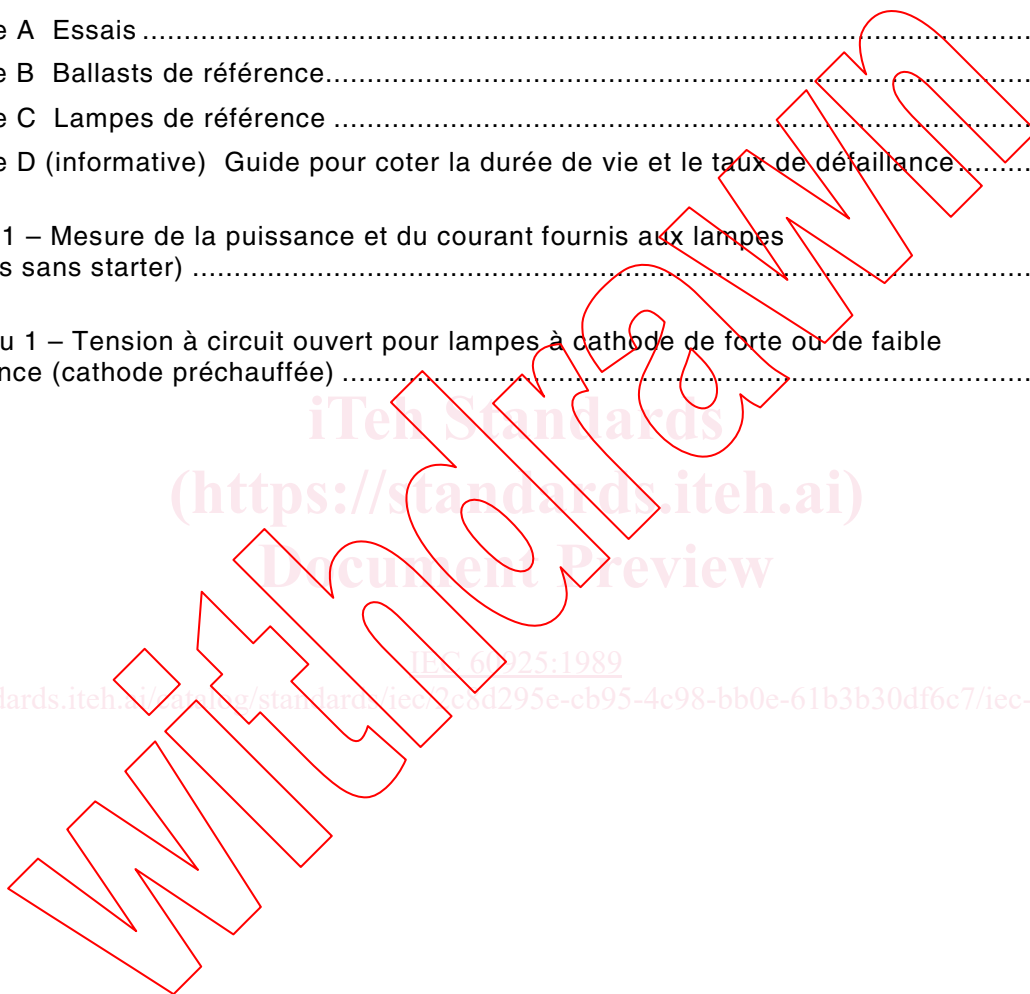 e A Essais ..........................................................................................................
e B Ballasts de référence....................................................................................
e C Lampes de référence ...................................................................................
e D (informative) Guide pour coter la durée de vie et le taux de défaillance.........
1 – Mesure de la puissance et du courant fournis aux lampes
s sans starter) ....................................................................................................
u 1 – Tension à circuit ouvert pour lampes à cathode de forte ou de faible
nce (cathode préchauffée) ..................................................................................
iTeh Standards
(https://standards.iteh.ai)
Document Preview
IEC 60925:1989
dards.iteh.ai/catalog/standards/iec/2c8d295e-cb95-4c98-bb0e-61b3b30df6c7/iec-
withdrawn